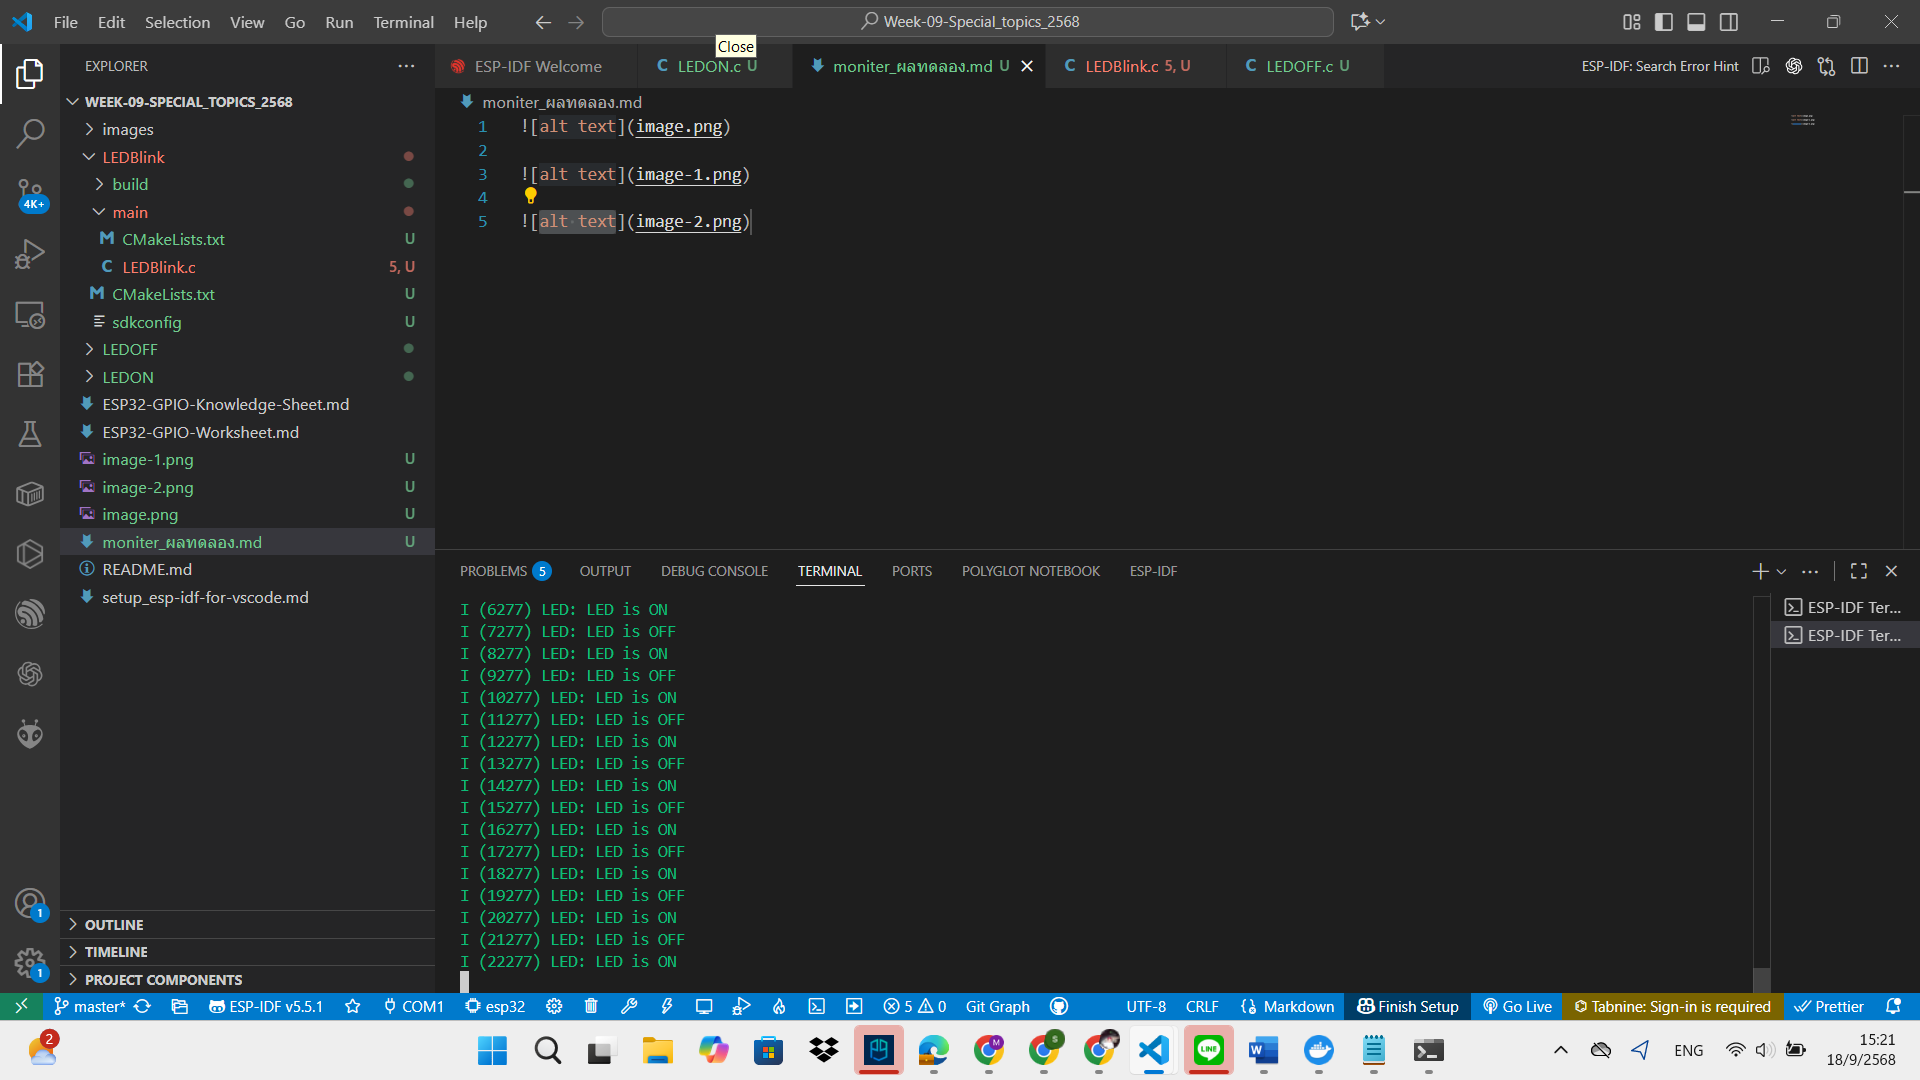 File Edit Selection View Go Run Terminal Help
Week-09-Special_topics_2568
Close
EXPLORER
ESP-IDF Welcome
LEDON.c U
moniter_ผลทดลอง.md U
LEDBlink.c 5, U
LEDOFF.c U
ESP-IDF: Search Error Hint
WEEK-09-SPECIAL_TOPICS_2568
images
LEDBlink
build
main
CMakeLists.txt U
LEDBlink.c 5, U
CMakeLists.txt U
sdkconfig U
LEDOFF
LEDON
ESP32-GPIO-Knowledge-Sheet.md
ESP32-GPIO-Worksheet.md
image-1.png U
image-2.png U
image.png U
moniter_ผลทดลอง.md U
README.md
setup_esp-idf-for-vscode.md
OUTLINE
TIMELINE
PROJECT COMPONENTS
4K+
1
1
moniter_ผลทดลอง.md
1 ![alt text](image.png)
2
3 ![alt text](image-1.png)
4
5 ![alt text](image-2.png)
PROBLEMS 5 OUTPUT DEBUG CONSOLE TERMINAL PORTS POLYGLOT NOTEBOOK ESP-IDF
I (6277) LED: LED is ON
I (7277) LED: LED is OFF
I (8277) LED: LED is ON
I (9277) LED: LED is OFF
I (10277) LED: LED is ON
I (11277) LED: LED is OFF
I (12277) LED: LED is ON
I (13277) LED: LED is OFF
I (14277) LED: LED is ON
I (15277) LED: LED is OFF
I (16277) LED: LED is ON
I (17277) LED: LED is OFF
I (18277) LED: LED is ON
I (19277) LED: LED is OFF
I (20277) LED: LED is ON
I (21277) LED: LED is OFF
I (22277) LED: LED is ON
ESP-IDF Ter...
ESP-IDF Ter...
master* ESP-IDF v5.5.1 COM1 esp32 5 0 Git Graph UTF-8 CRLF Markdown Finish Setup Go Live Tabnine: Sign-in is required Prettier
2
ENG
15:21
18/9/2568